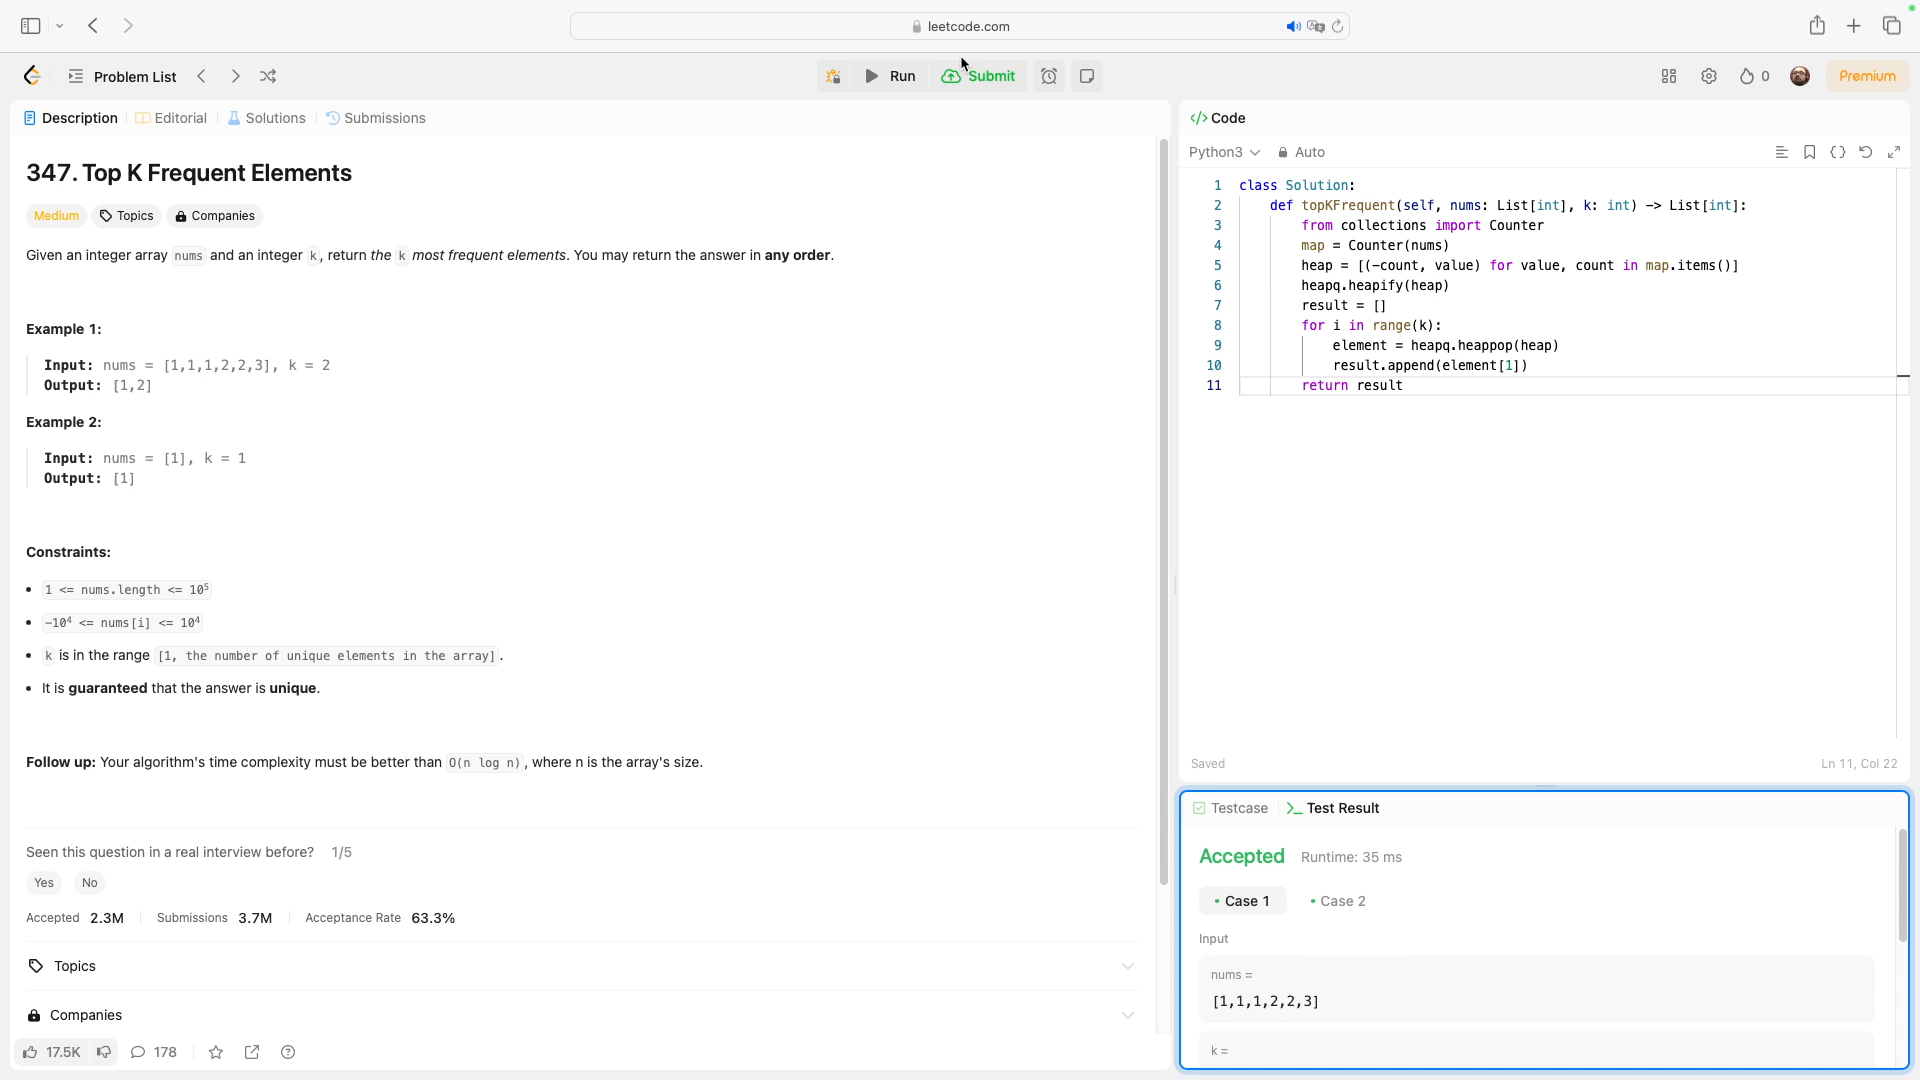 leetcode.com
Problem List
Run
Submit
0
Premium
Description
Editorial
Solutions
Submissions
347. Top K Frequent Elements
Medium
Topics
Companies
Given an integer array nums and an integer k, return the k most frequent elements. You may return the answer in any order.
Example 1:
Input: nums = [1,1,1,2,2,3], k = 2
Output: [1,2]
Example 2:
Input: nums = [1], k = 1
Output: [1]
Constraints:
• 1 <= nums.length <= 10⁵
• -10⁴ <= nums[i] <= 10⁴
• k is in the range [1, the number of unique elements in the array].
• It is guaranteed that the answer is unique.
Follow up: Your algorithm's time complexity must be better than O(n log n), where n is the array's size.
Seen this question in a real interview before? 1/5
Yes
No
Accepted 2.3M
Submissions 3.7M
Acceptance Rate 63.3%
Topics
Companies
17.5K
178
</> Code
Python3
Auto
1 class Solution:
2     def topKFrequent(self, nums: List[int], k: int) -> List[int]:
3         from collections import Counter
4         map = Counter(nums)
5         heap = [(-count, value) for value, count in map.items()]
6         heapq.heapify(heap)
7         result = []
8         for i in range(k):
9             element = heapq.heappop(heap)
10             result.append(element[1])
11         return result
Saved
Ln 11, Col 22
Testcase
Test Result
Accepted
Runtime: 35 ms
• Case 1
• Case 2
Input
nums =
[1,1,1,2,2,3]
k =